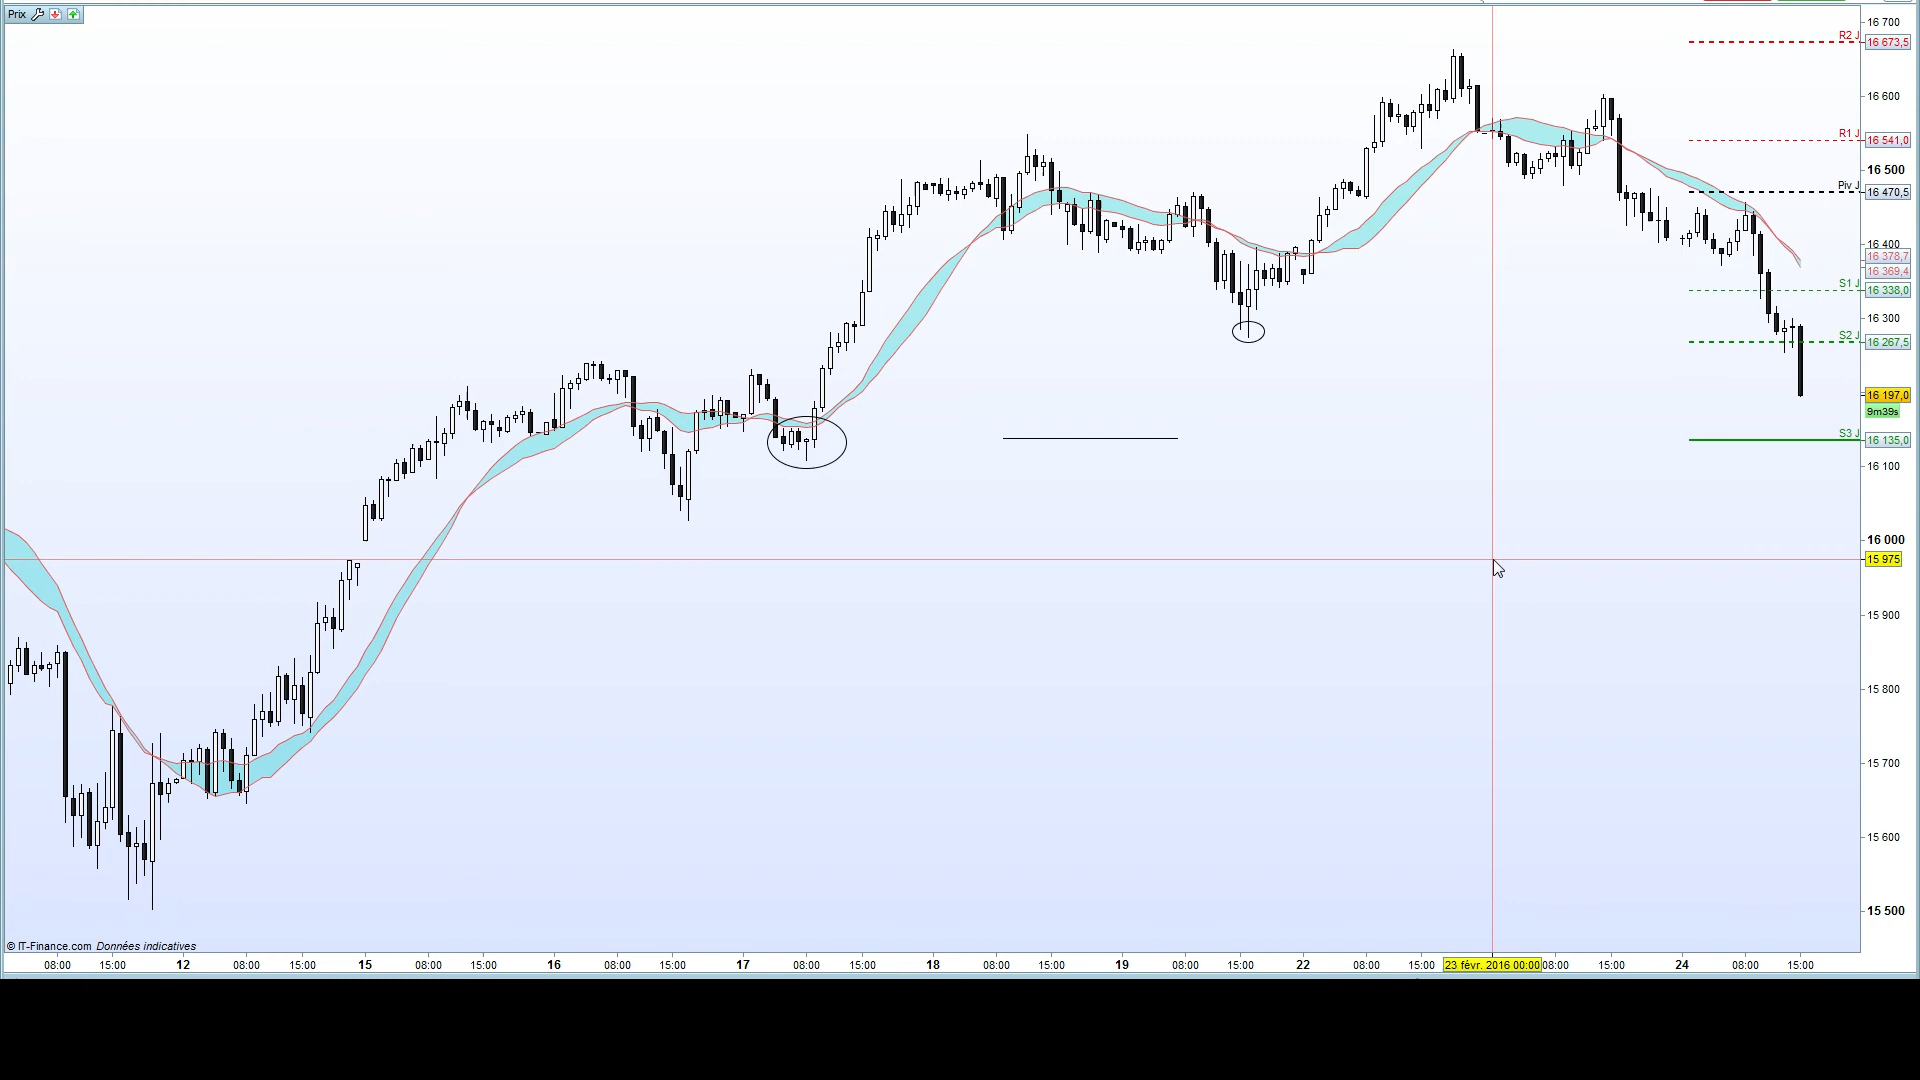 Prix
16 700
R2 J
16 673,5
16 600
R1 J
16 541,0
16 500
Piv J
16 470,5
16 400
16 378,7
16 369,4
S1 J
16 338,0
16 300
S2 J
16 267,5
16 197,0
9m39s
S3 J
16 135,0
16 100
16 000
15 975
15 900
15 800
15 700
15 600
15 500
© IT-Finance.com Données indicatives
08:00 15:00 12 08:00 15:00 15 08:00 15:00 16 08:00 15:00 17 08:00 15:00 18 08:00 15:00 19 08:00 15:00 22 08:00 15:00 23 févr. 2016 00:00 08:00 15:00 24 08:00 15:00